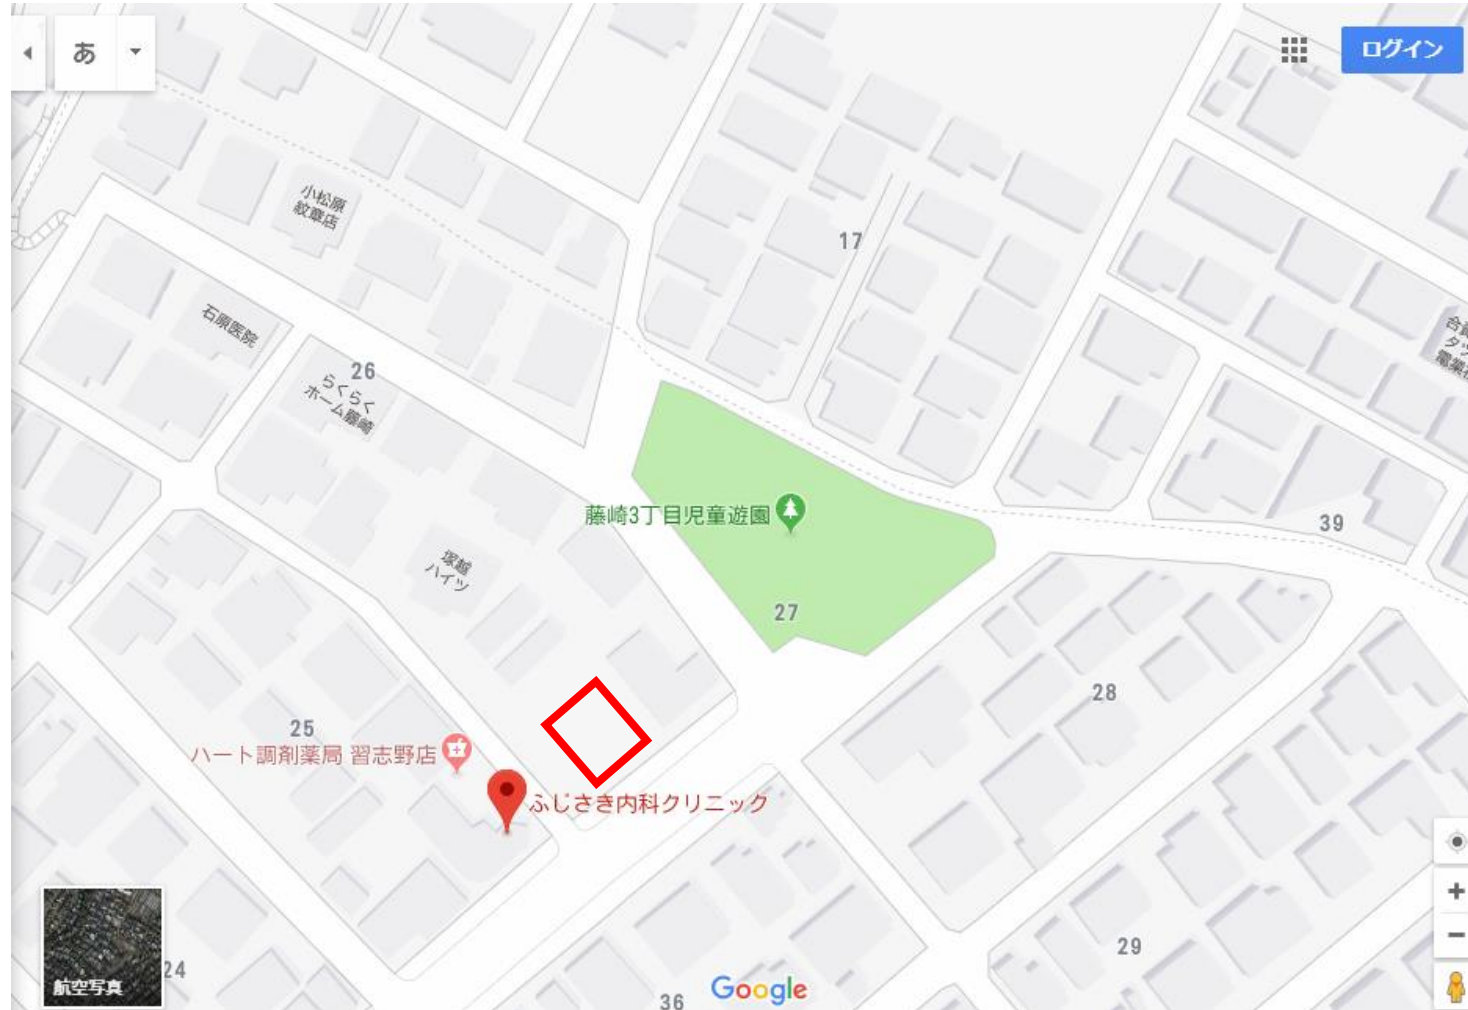 あ
ログイン
小松原
紋章店
17
石原医院
26
らくらく
ホーム藤崎
藤崎3丁目児童遊園
39
塚越
ハイツ
27
28
25
ハート調剤薬局 習志野店
ふじさき内科クリニック
29
航空写真
24
Google
36